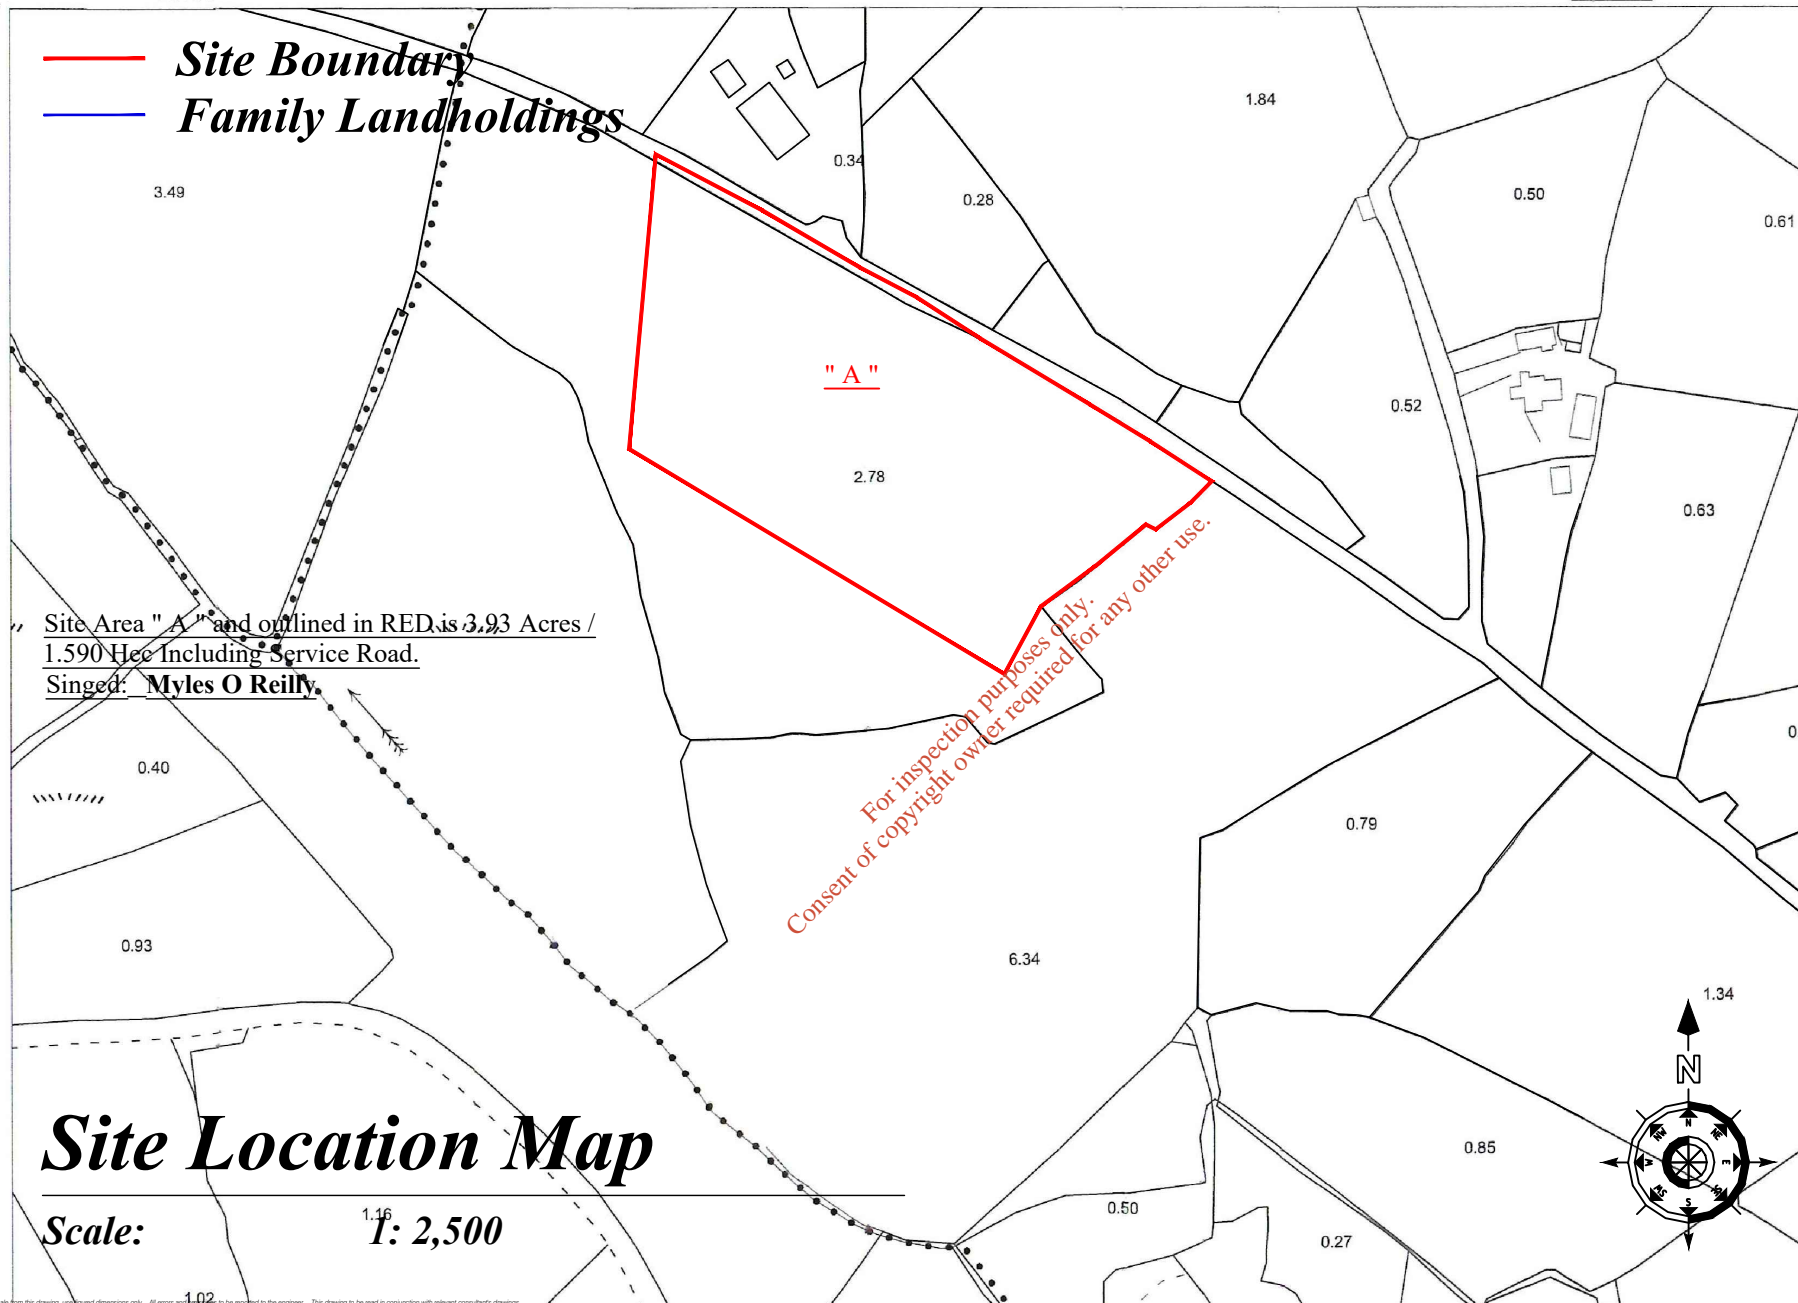 Site Boundary
Family Landholdings
1.84
0.34
3.49
0.28
0.50
0.61
" A "
0.52
2.78
0.63
Site Area " A " and outlined in RED is 3.93 Acres /
1.590 Hec Including Service Road.
Singed: Myles O Reilly
For inspection purposes only.
Consent of copyright owner required for any other use.
0.40
0.79
0.93
6.34
1.34
N
N
NE
E
SE
S
SW
W
NW
Site Location Map
0.85
1.16
0.50
Scale: 1: 2,500
0.27
1.02